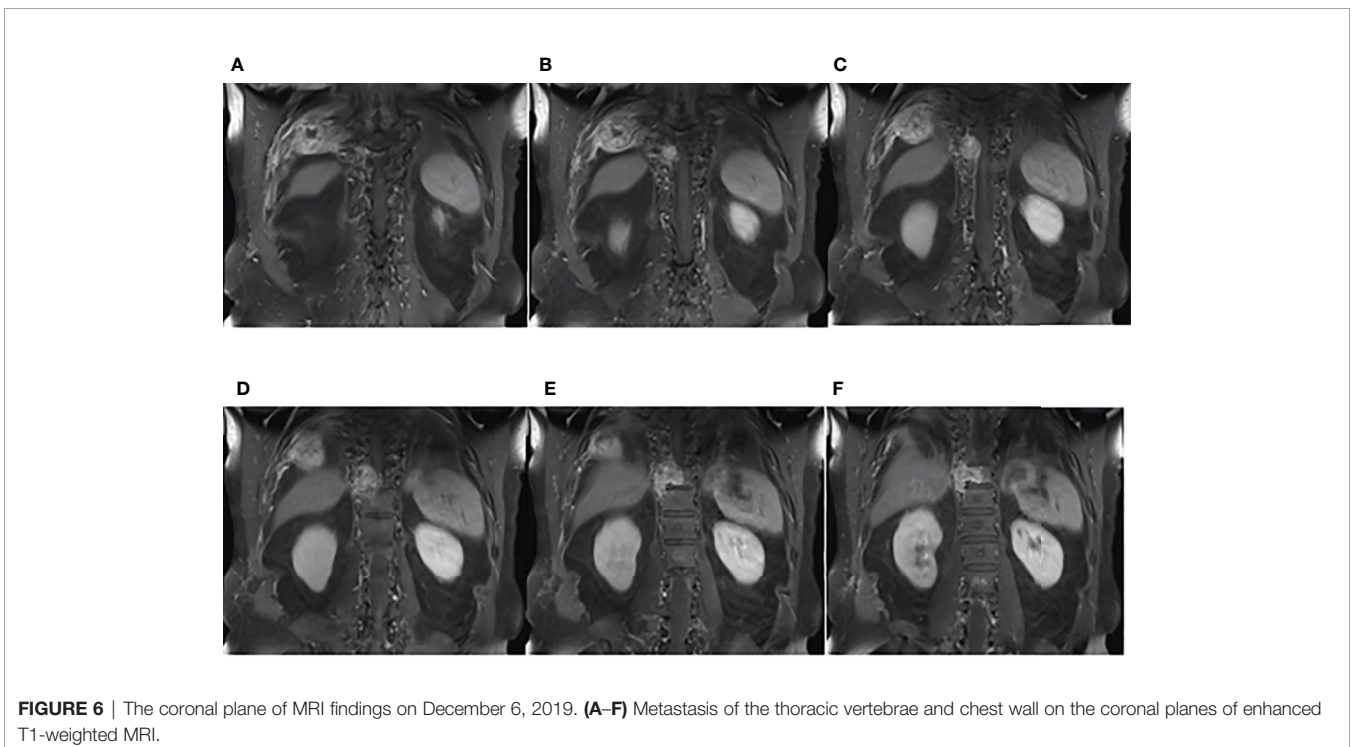 A
B
C
D
E
F
FIGURE 6 | The coronal plane of MRI findings on December 6, 2019. (A–F) Metastasis of the thoracic vertebrae and chest wall on the coronal planes of enhanced
T1-weighted MRI.